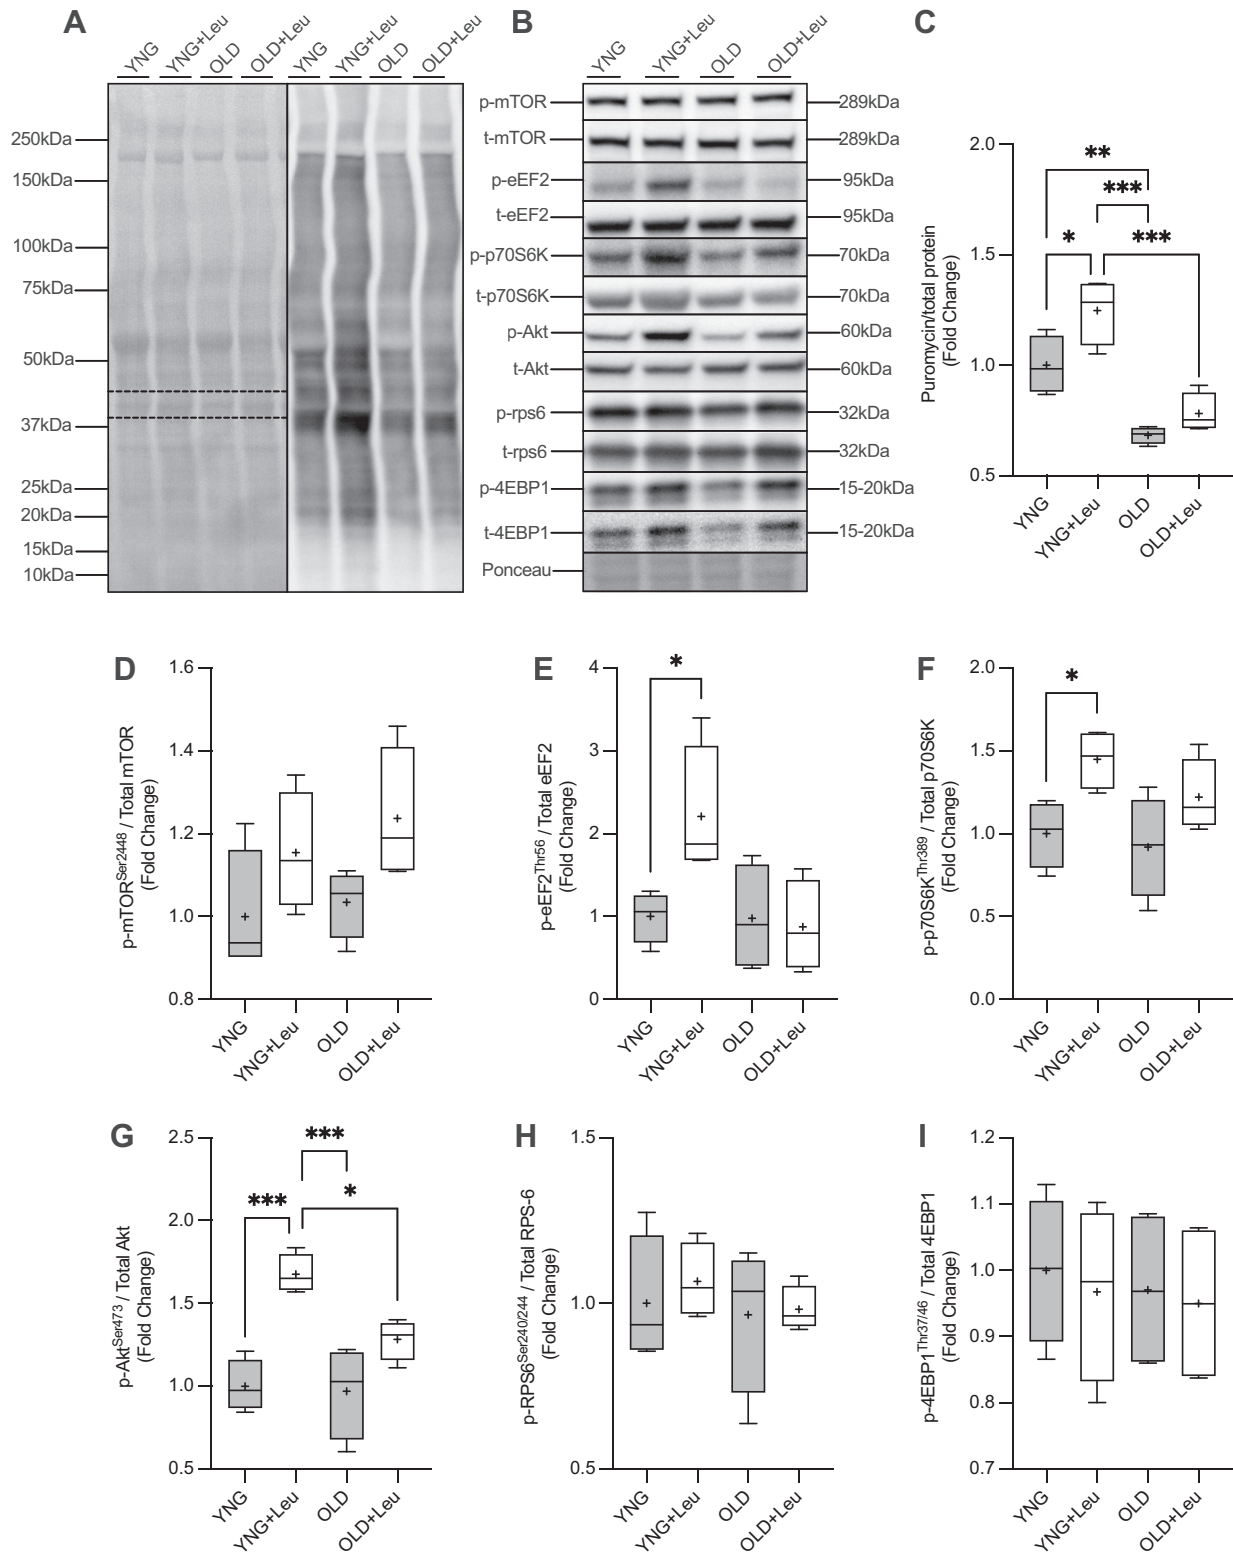 A
YNG
YNG+Leu
OLD
OLD+Leu
YNG
YNG+Leu
OLD
OLD+Leu
250kDa
150kDa
100kDa
75kDa
50kDa
37kDa
25kDa
20kDa
15kDa
10kDa
B
YNG
YNG+Leu
OLD
OLD+Leu
p-mTOR 289kDa
t-mTOR 289kDa
p-eEF2 95kDa
t-eEF2 95kDa
p-p70S6K 70kDa
t-p70S6K 70kDa
p-Akt 60kDa
t-Akt 60kDa
p-rps6 32kDa
t-rps6 32kDa
p-4EBP1 15-20kDa
t-4EBP1 15-20kDa
Ponceau
C
Puromycin/total protein
(Fold Change)
2.0
1.5
1.0
0.5
**
***
*
***
YNG
YNG+Leu
OLD
OLD+Leu
D
p-mTORSer2448 / Total mTOR
(Fold Change)
1.6
1.4
1.2
1.0
0.8
YNG
YNG+Leu
OLD
OLD+Leu
E
p-eEF2Thr56 / Total eEF2
(Fold Change)
4
3
2
1
0
*
YNG
YNG+Leu
OLD
OLD+Leu
F
p-p70S6KThr389 / Total p70S6K
(Fold Change)
2.0
1.5
1.0
0.5
0.0
*
YNG
YNG+Leu
OLD
OLD+Leu
G
p-AktSer473 / Total Akt
(Fold Change)
2.5
2.0
1.5
1.0
0.5
***
***
*
YNG
YNG+Leu
OLD
OLD+Leu
H
p-RPS6Ser240/244 / Total RPS-6
(Fold Change)
1.5
1.0
0.5
YNG
YNG+Leu
OLD
OLD+Leu
I
p-4EBP1Thr37/46 / Total 4EBP1
(Fold Change)
1.2
1.1
1.0
0.9
0.8
0.7
YNG
YNG+Leu
OLD
OLD+Leu